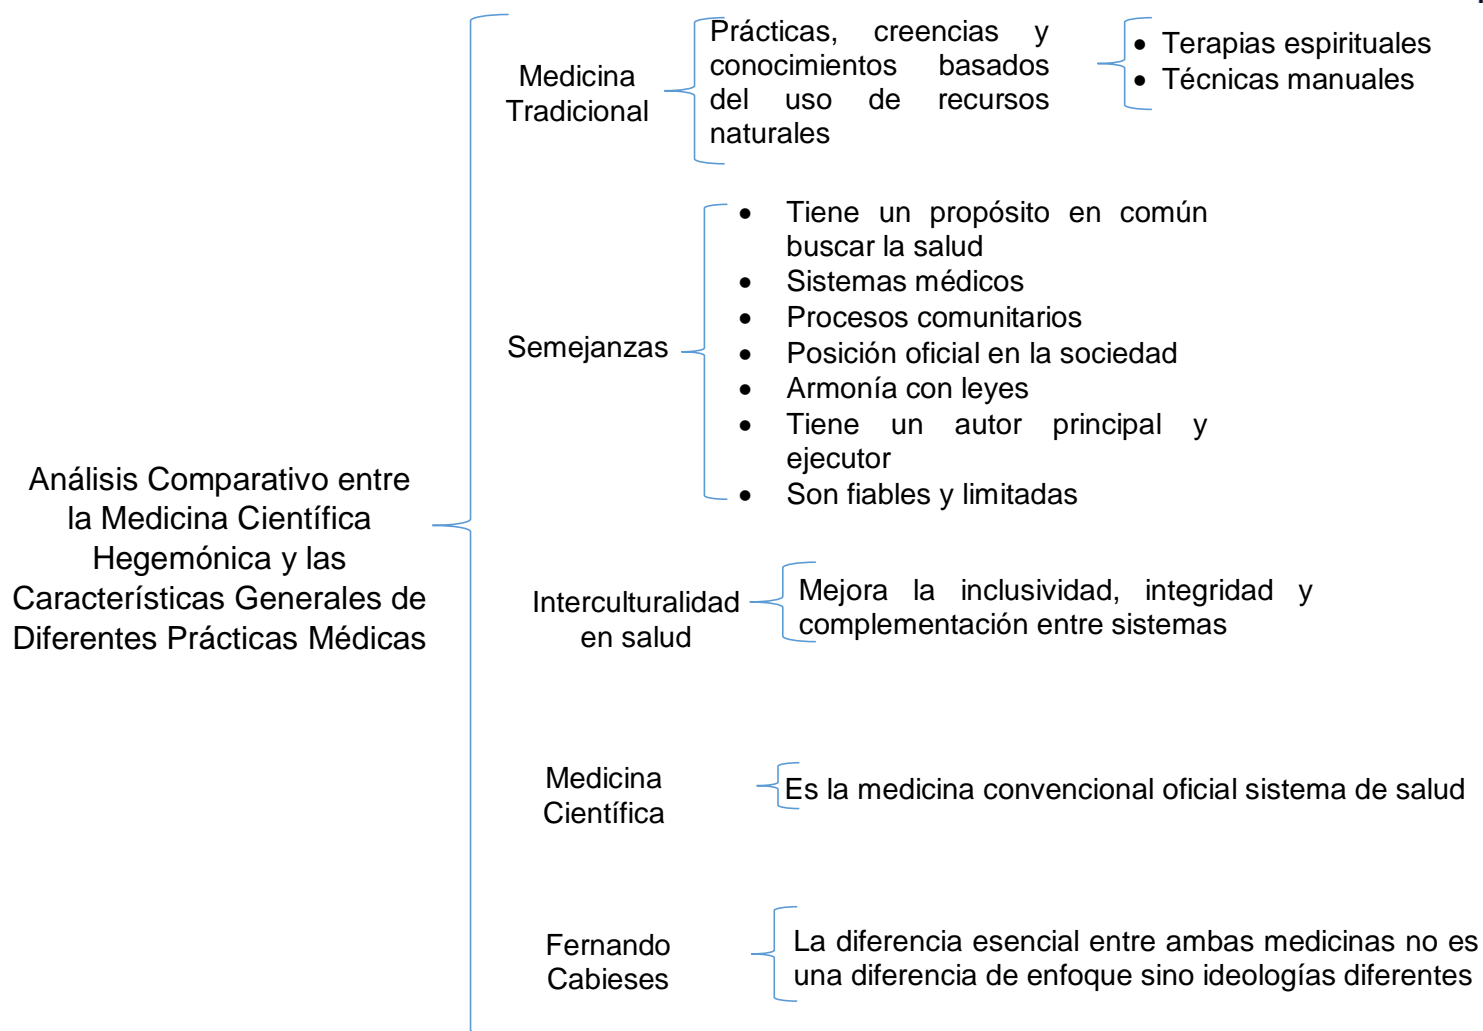 Análisis Comparativo entre
la Medicina Científica
Hegemónica y las
Características Generales de
Diferentes Prácticas Médicas
Medicina
Tradicional
Prácticas, creencias y
conocimientos basados
del uso de recursos
naturales
• Terapias espirituales
• Técnicas manuales
Semejanzas
• Tiene un propósito en común
buscar la salud
• Sistemas médicos
• Procesos comunitarios
• Posición oficial en la sociedad
• Armonía con leyes
• Tiene un autor principal y
ejecutor
• Son fiables y limitadas
Interculturalidad
en salud
Mejora la inclusividad, integridad y
complementación entre sistemas
Medicina
Científica
Es la medicina convencional oficial sistema de salud
Fernando
Cabieses
La diferencia esencial entre ambas medicinas no es
una diferencia de enfoque sino ideologías diferentes